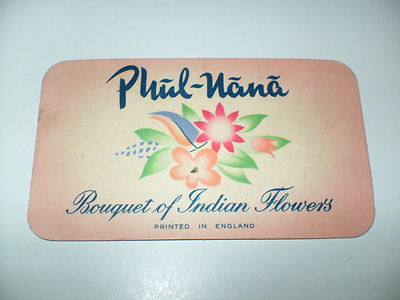 Phūl-Nānā
Bouquet of Indian Flowers
PRINTED IN ENGLAND